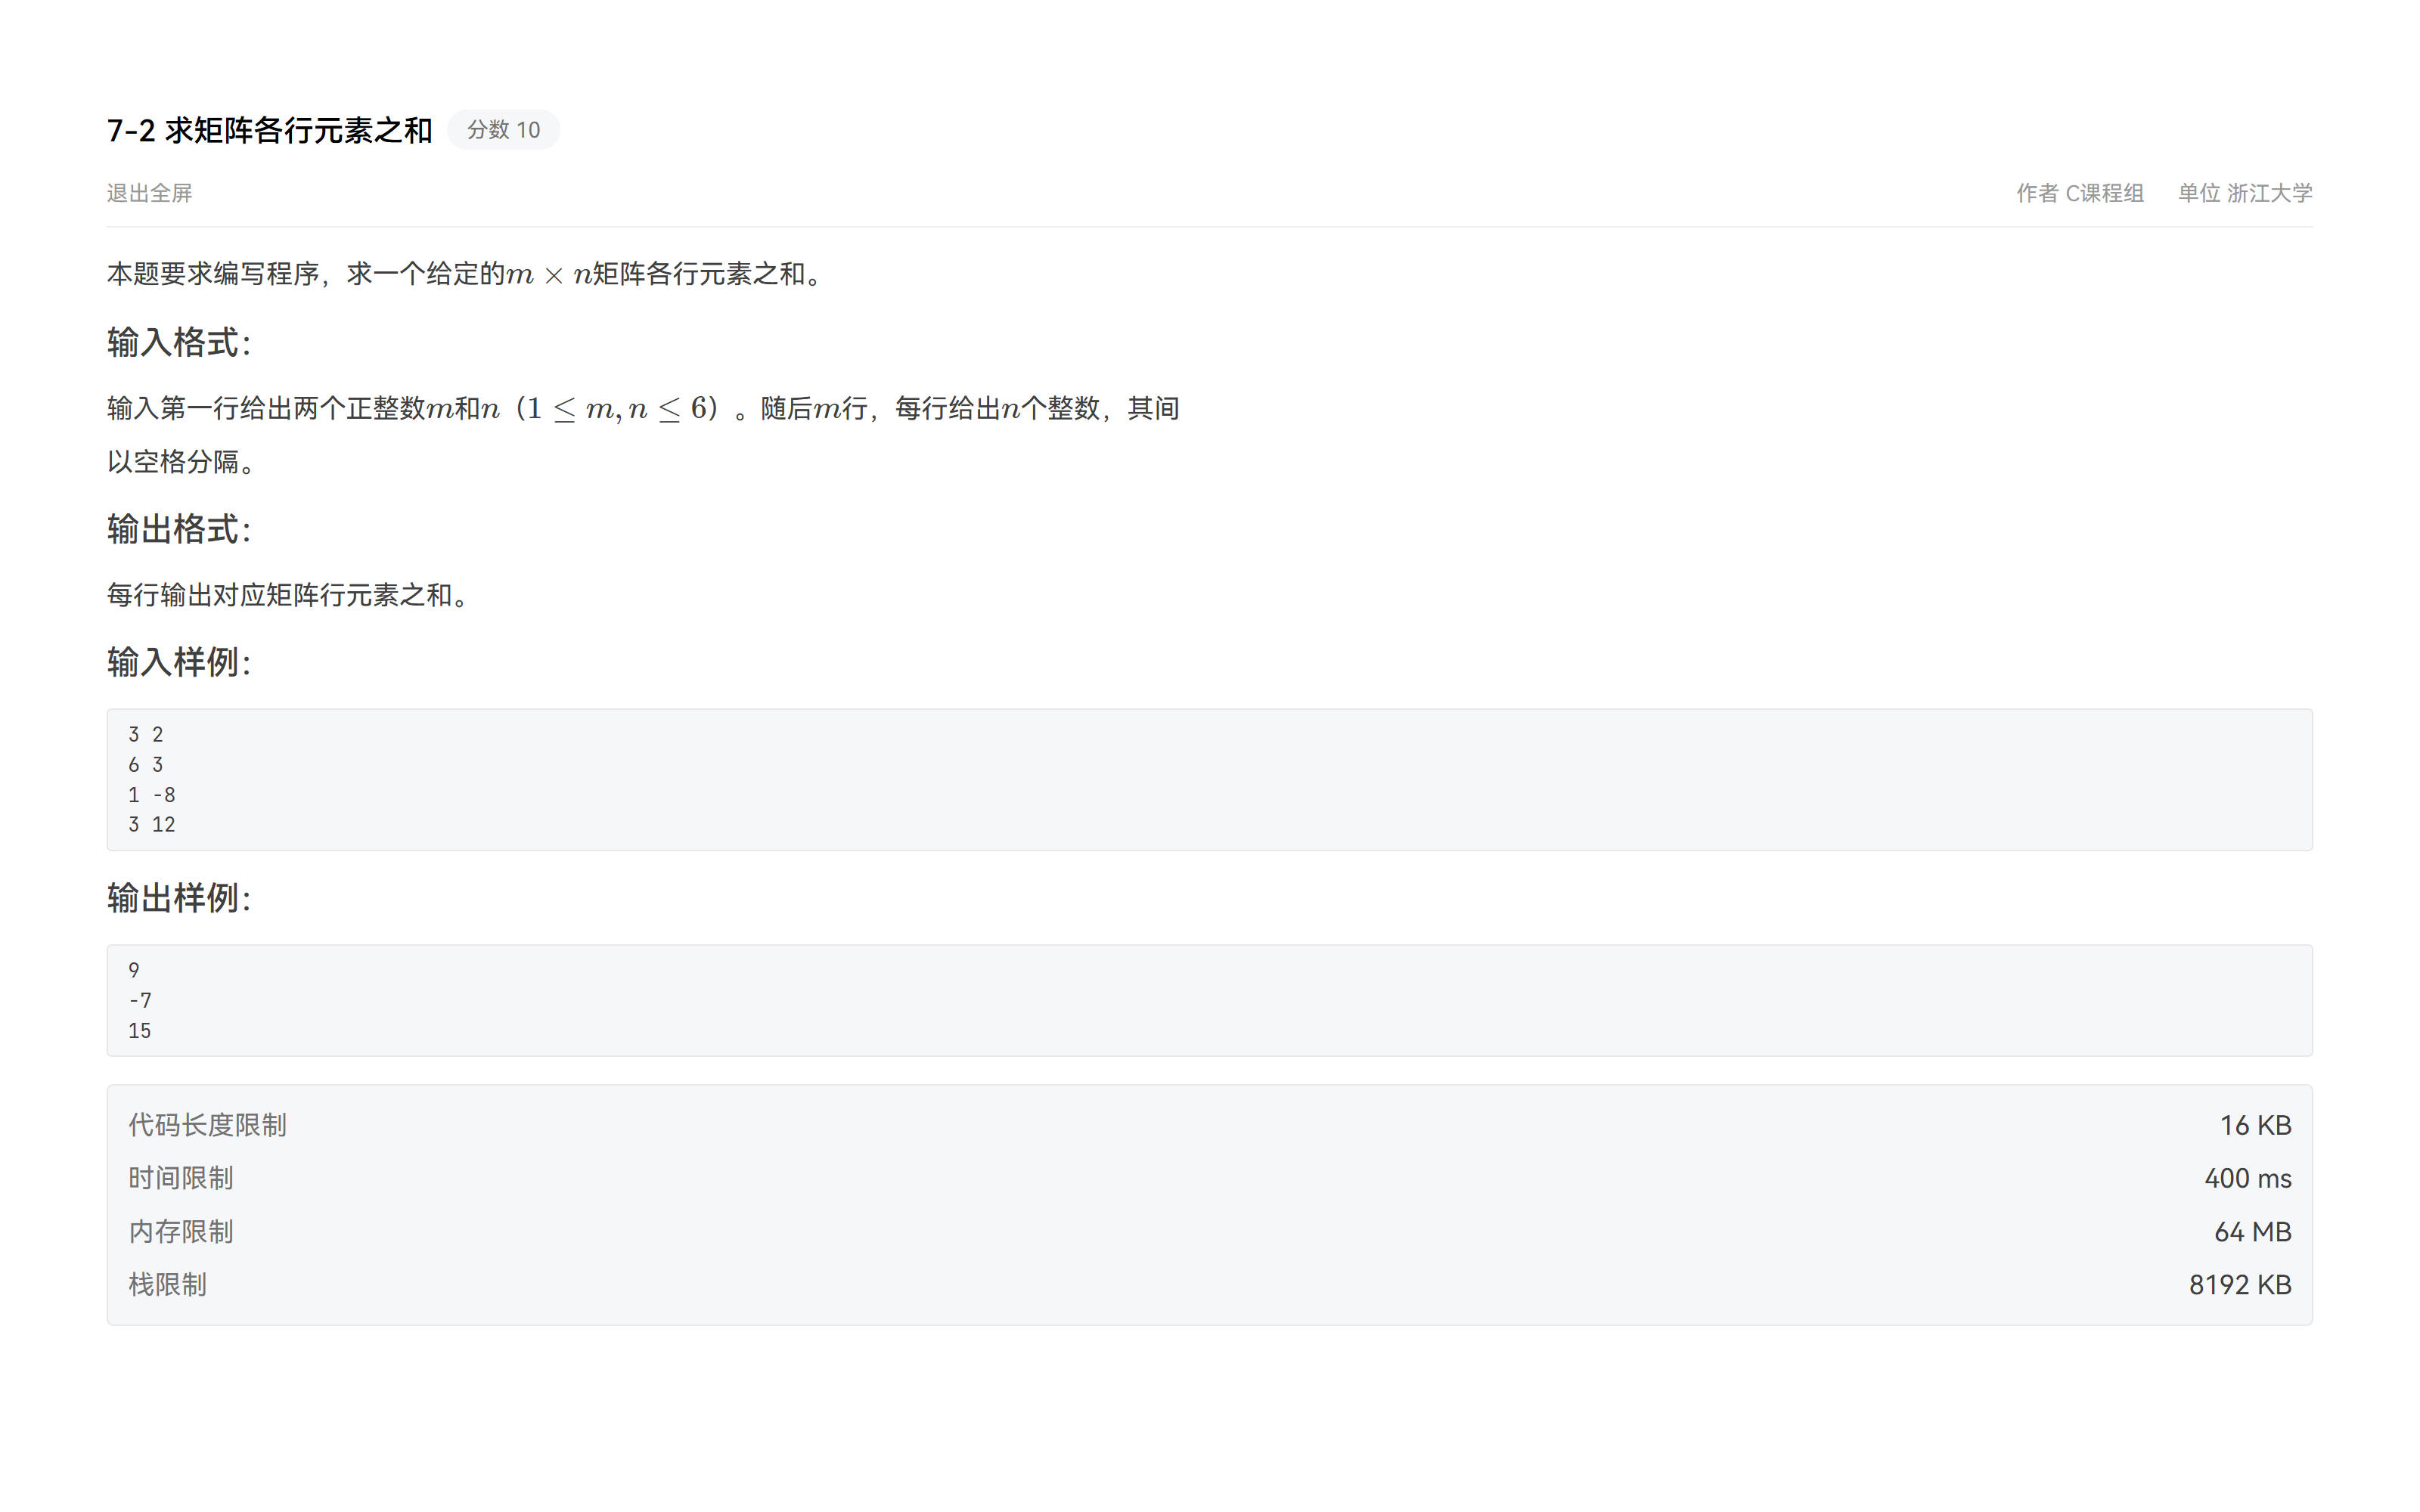 7-2 求矩阵各行元素之和 分数 10
退出全屏 作者 C课程组 单位 浙江大学
本题要求编写程序，求一个给定的m × n矩阵各行元素之和。
输入格式：
输入第一行给出两个正整数m和n（1 ≤ m, n ≤ 6）。随后m行，每行给出n个整数，其间
以空格分隔。
输出格式：
每行输出对应矩阵行元素之和。
输入样例：
3 2
6 3
1 -8
3 12
输出样例：
9
-7
15
代码长度限制 16 KB
时间限制 400 ms
内存限制 64 MB
栈限制 8192 KB